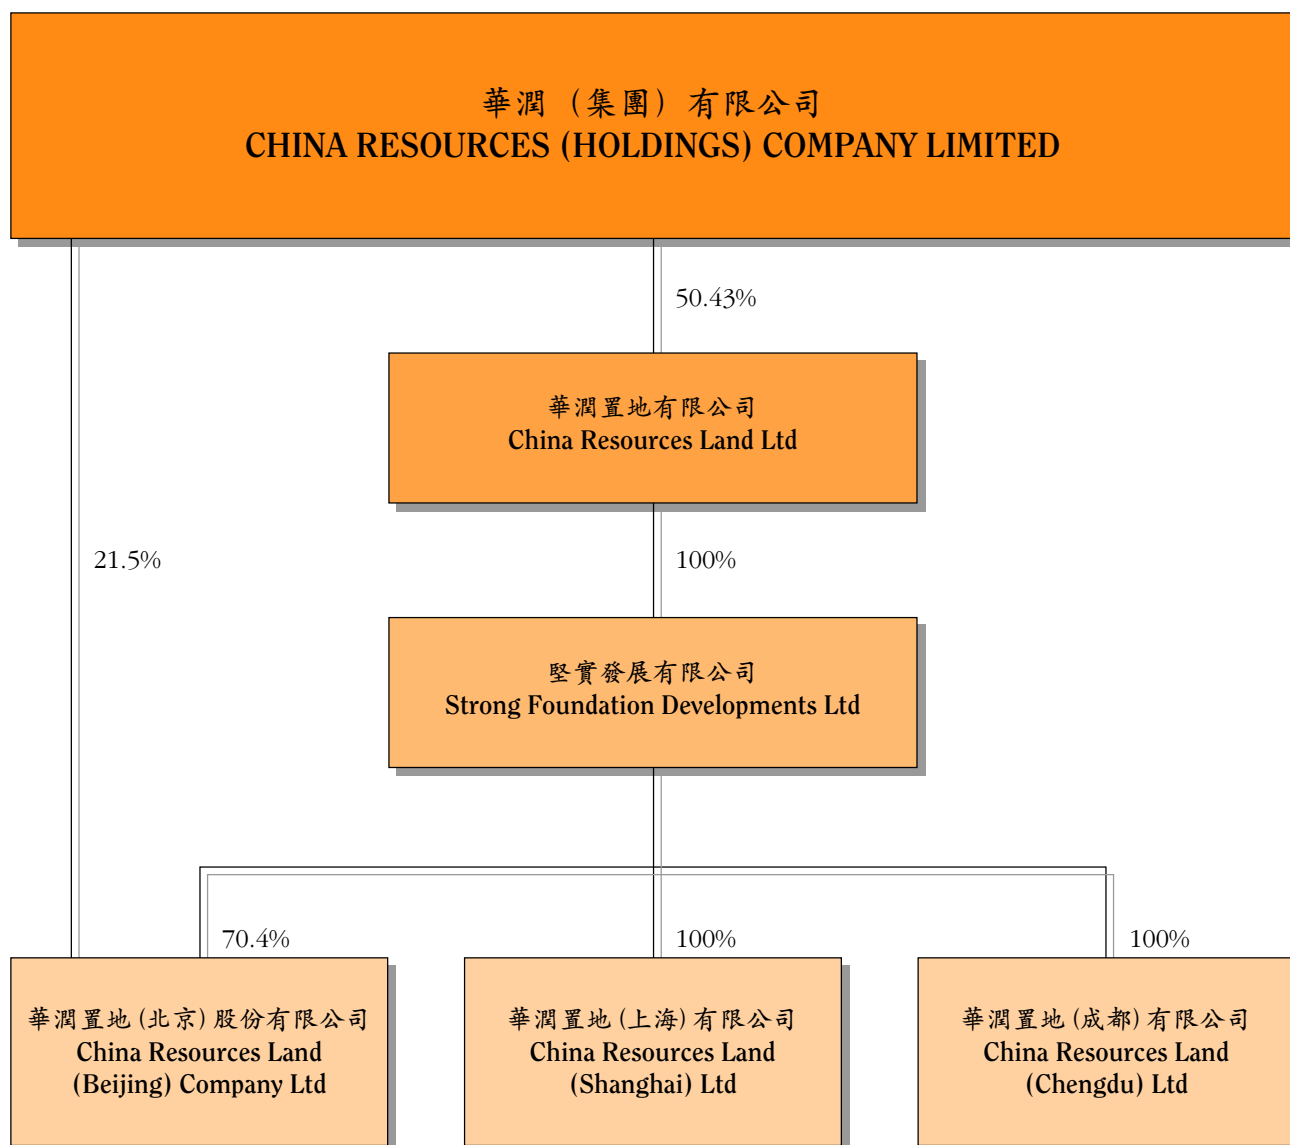 華潤（集團）有限公司
CHINA RESOURCES (HOLDINGS) COMPANY LIMITED
50.43%
華潤置地有限公司
China Resources Land Ltd
21.5%
100%
堅實發展有限公司
Strong Foundation Developments Ltd
70.4%
100%
100%
華潤置地(北京)股份有限公司
China Resources Land
(Beijing) Company Ltd
華潤置地(上海)有限公司
China Resources Land
(Shanghai) Ltd
華潤置地(成都)有限公司
China Resources Land
(Chengdu) Ltd